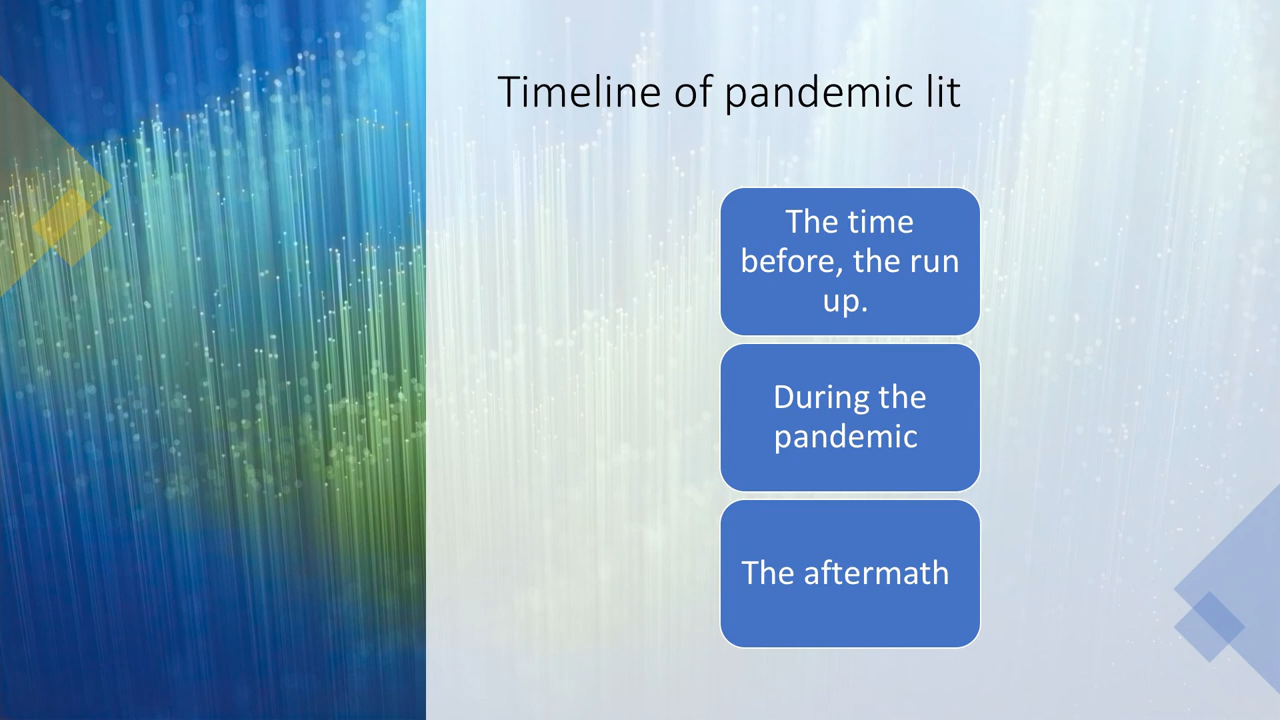 Timeline of pandemic lit
The time
before, the run
up.
During the
pandemic
The aftermath